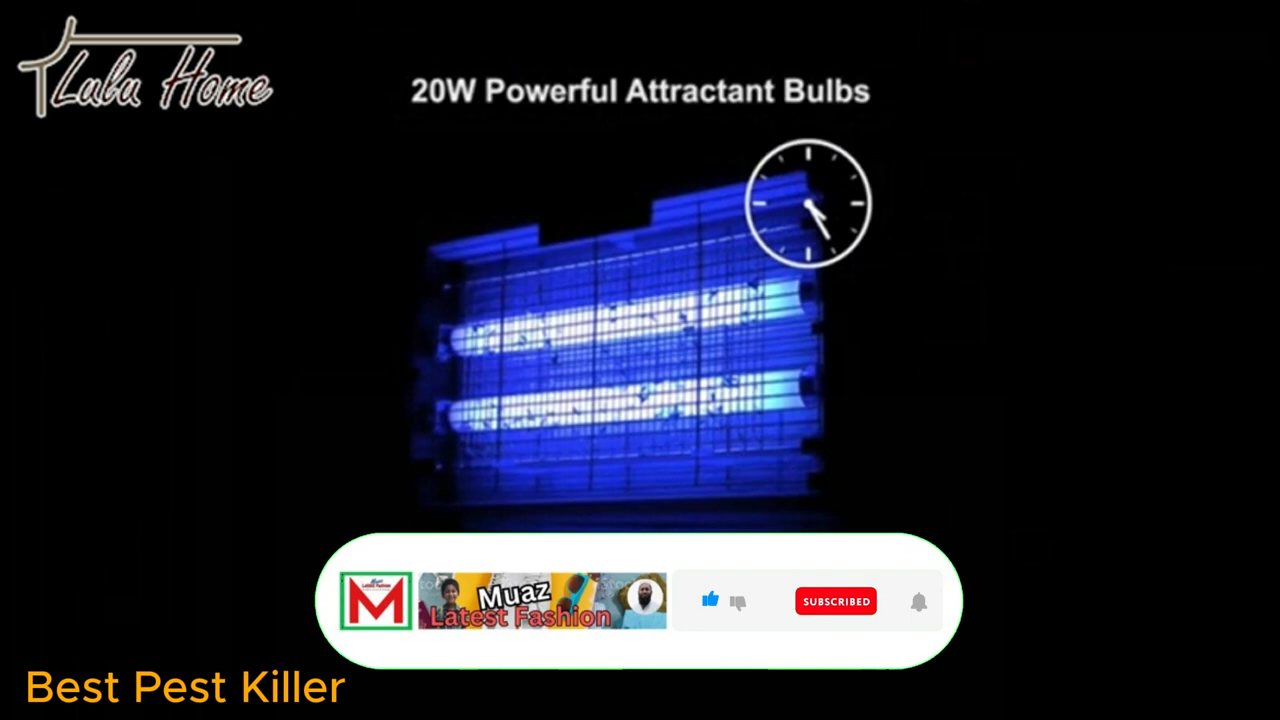 Lulu Home
20W Powerful Attractant Bulbs
M
Muaz
Latest Fashion
SUBSCRIBED
Best Pest Killer